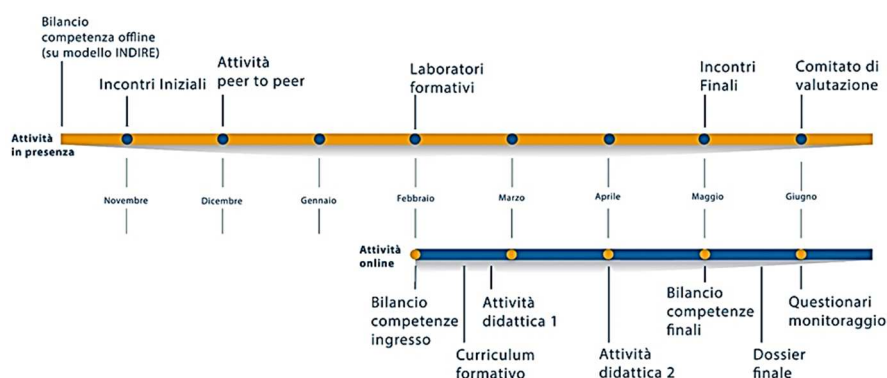 Bilancio
competenza offline
(su modello INDIRE)
Incontri Iniziali
Attività
peer to peer
Laboratori
formativi
Incontri
Finali
Comitato di
valutazione
Attività
in presenza
Novembre
Dicembre
Gennaio
Febbraio
Marzo
Aprile
Maggio
Giugno
Attività
online
Bilancio
competenze
ingresso
Curriculum
formativo
Attività
didattica 1
Attività
didattica 2
Bilancio
competenze
finali
Dossier
finale
Questionari
monitoraggio